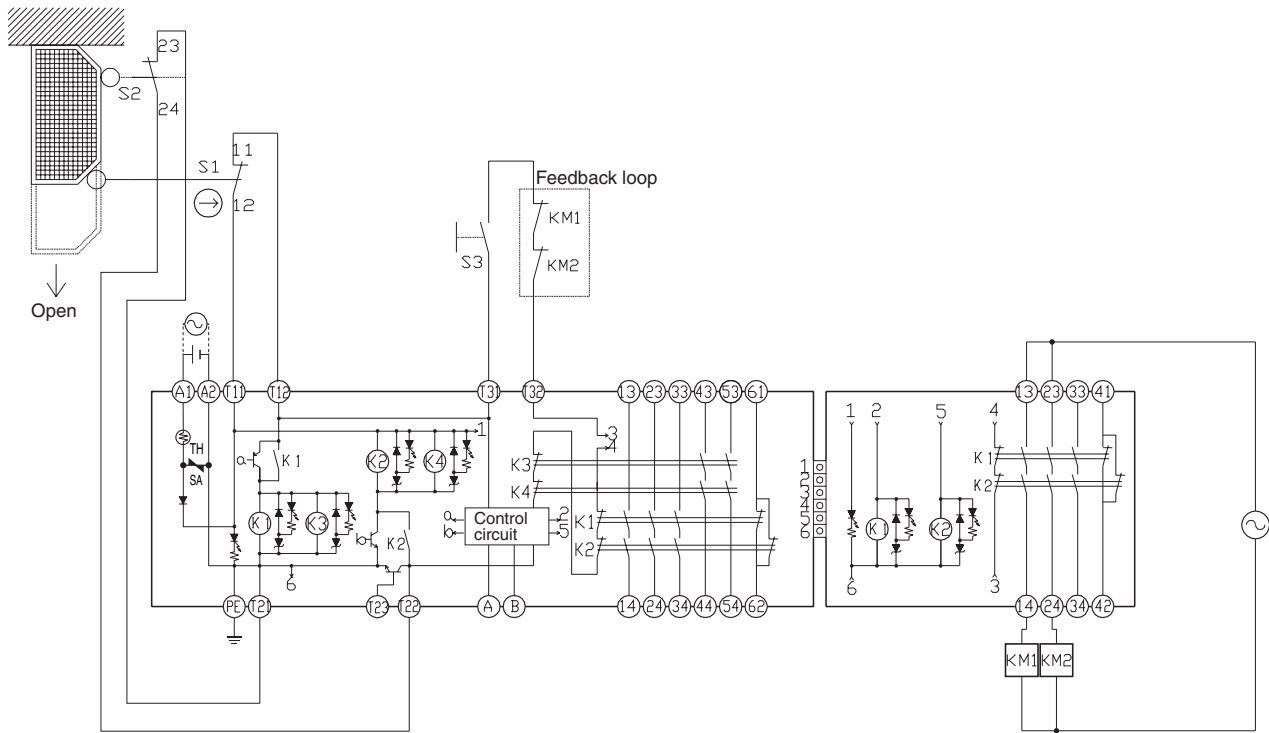 23
S2
24
11
S1
12
Feedback loop
KM1
S3
KM2
Open
A1 A2 T11 T12 T31 T32 13 23 33 43 53 61
13 23 33 41
1 2 5 4
1
3
4
TH
SA
a
K1
K2
K4
K3
K4
K1
K2
1
2
3
4
5
6
K1
K3
b
K2
a
b
Control
circuit
2
5
K1
K2
K1
K2
6
6
3
PE T21 T23 T22 A B 14 24 34 44 54 62
14 24 34 42
KM1 KM2